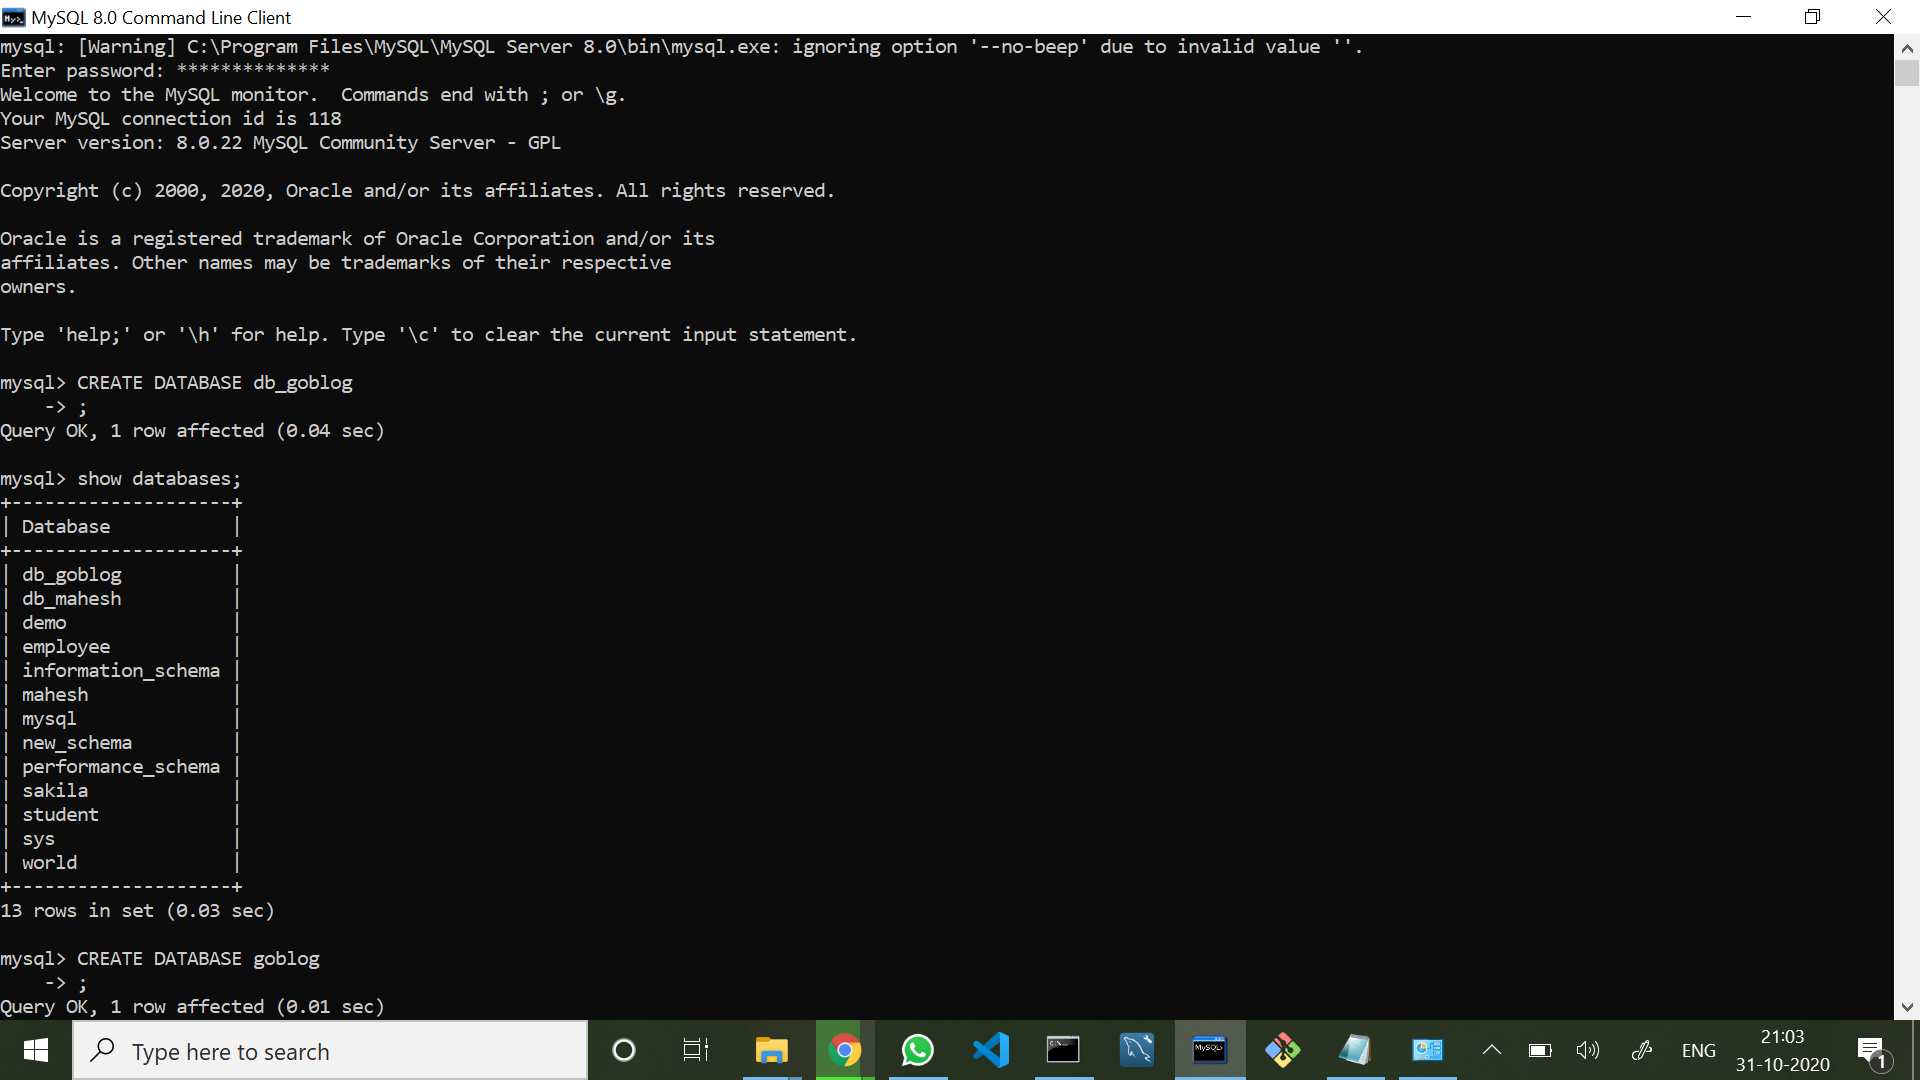 MySQL 8.0 Command Line Client
mysql: [Warning] C:\Program Files\MySQL\MySQL Server 8.0\bin\mysql.exe: ignoring option '--no-beep' due to invalid value ''.
Enter password: **************
Welcome to the MySQL monitor.  Commands end with ; or \g.
Your MySQL connection id is 118
Server version: 8.0.22 MySQL Community Server - GPL
Copyright (c) 2000, 2020, Oracle and/or its affiliates. All rights reserved.
Oracle is a registered trademark of Oracle Corporation and/or its
affiliates. Other names may be trademarks of their respective
owners.
Type 'help;' or '\h' for help. Type '\c' to clear the current input statement.
mysql> CREATE DATABASE db_goblog
    -> ;
Query OK, 1 row affected (0.04 sec)
mysql> show databases;
+--------------------+
| Database           |
+--------------------+
| db_goblog          |
| db_mahesh          |
| demo               |
| employee           |
| information_schema |
| mahesh             |
| mysql              |
| new_schema         |
| performance_schema |
| sakila             |
| student            |
| sys                |
| world              |
+--------------------+
13 rows in set (0.03 sec)
mysql> CREATE DATABASE goblog
    -> ;
Query OK, 1 row affected (0.01 sec)
Type here to search
MySQL>
ENG
21:03
31-10-2020
1